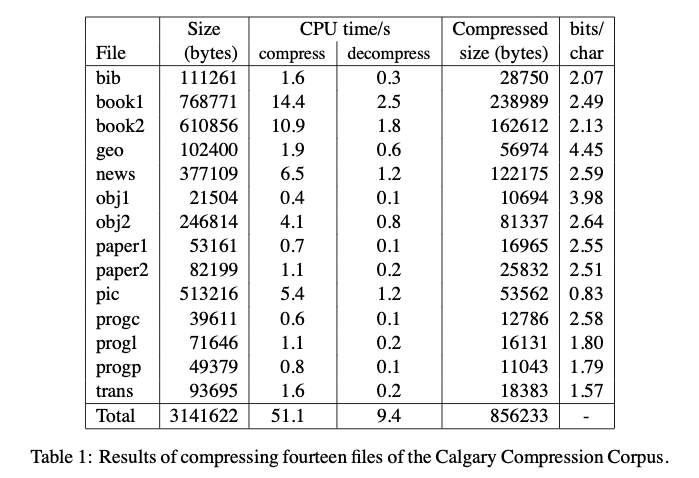 Size CPU time/s Compressed bits/
File (bytes) compress decompress size (bytes) char
bib 111261 1.6 0.3 28750 2.07
book1 768771 14.4 2.5 238989 2.49
book2 610856 10.9 1.8 162612 2.13
geo 102400 1.9 0.6 56974 4.45
news 377109 6.5 1.2 122175 2.59
obj1 21504 0.4 0.1 10694 3.98
obj2 246814 4.1 0.8 81337 2.64
paper1 53161 0.7 0.1 16965 2.55
paper2 82199 1.1 0.2 25832 2.51
pic 513216 5.4 1.2 53562 0.83
progc 39611 0.6 0.1 12786 2.58
progl 71646 1.1 0.2 16131 1.80
progp 49379 0.8 0.1 11043 1.79
trans 93695 1.6 0.2 18383 1.57
Total 3141622 51.1 9.4 856233 -
Table 1: Results of compressing fourteen files of the Calgary Compression Corpus.